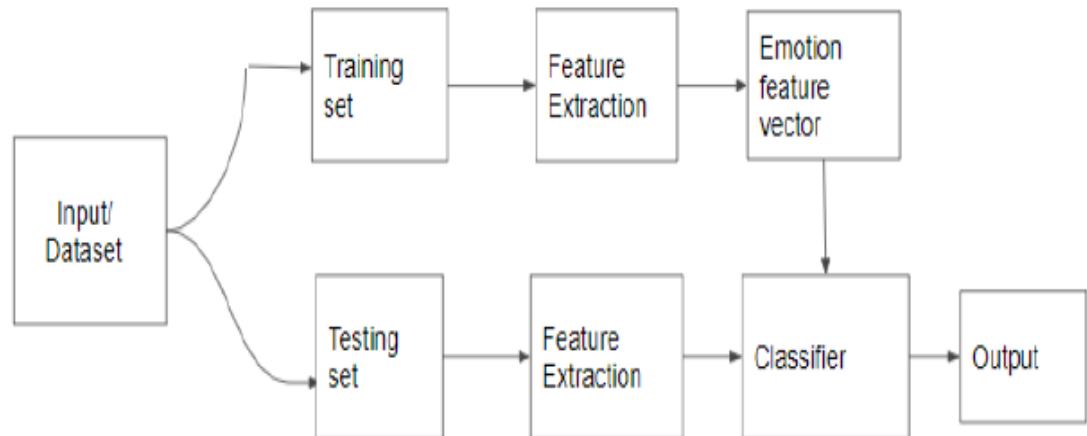 Input/
Dataset
Training
set
Feature
Extraction
Emotion
feature
vector
Testing
set
Feature
Extraction
Classifier
Output